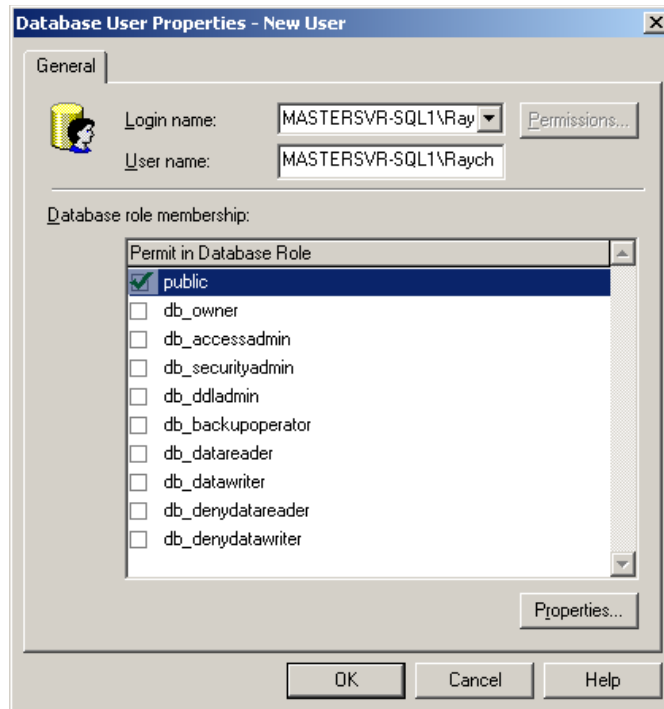 Database User Properties - New User
General
Login name: MASTERSVR-SQL1\Ray Permissions...
User name: MASTERSVR-SQL1\Raych
Database role membership:
Permit in Database Role
public
db_owner
db_accessadmin
db_securityadmin
db_ddladmin
db_backupoperator
db_datareader
db_datawriter
db_denydatareader
db_denydatawriter
Properties...
OK Cancel Help